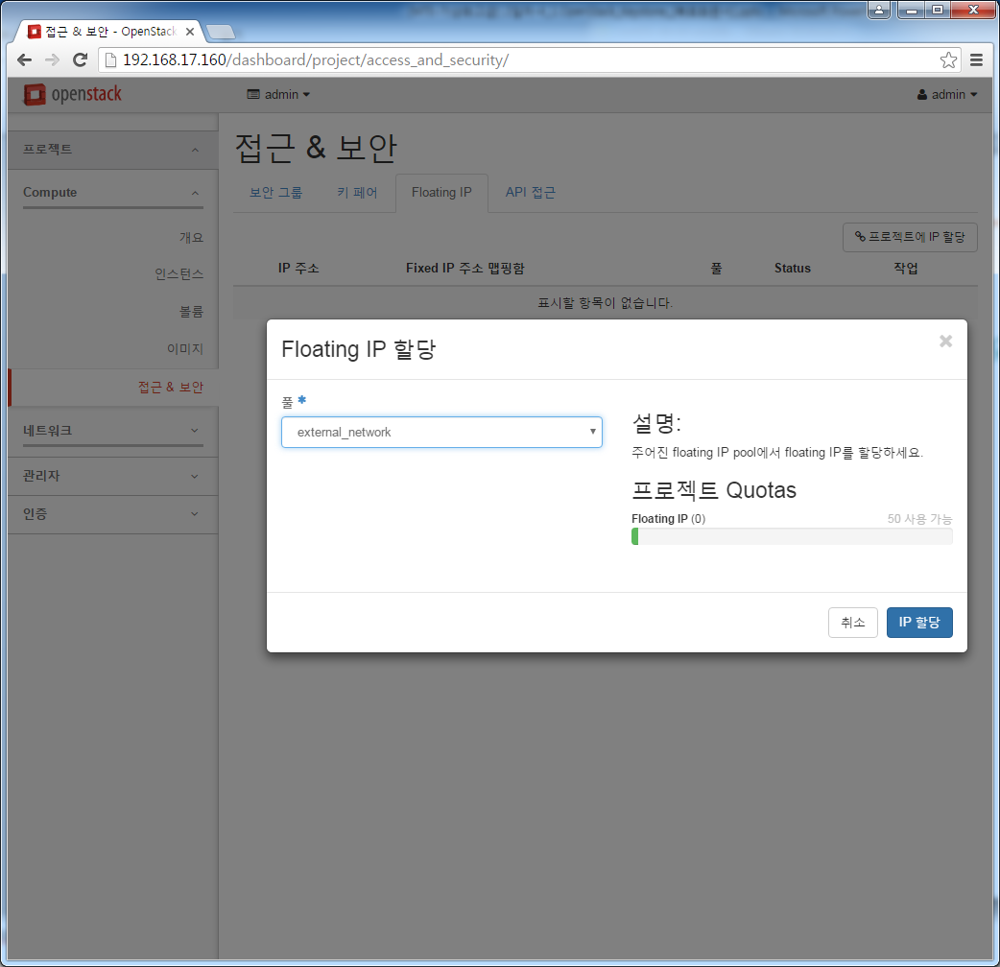 접근 & 보안 - OpenStack
192.168.17.160/dashboard/project/access_and_security/
openstack
admin
admin
프로젝트
Compute
개요
인스턴스
볼륨
이미지
접근 & 보안
네트워크
관리자
인증
접근 & 보안
보안 그룹 키 페어 Floating IP API 접근
프로젝트에 IP 할당
IP 주소 Fixed IP 주소 맵핑함 풀 Status 작업
표시할 항목이 없습니다.
Floating IP 할당
풀 *
external_network
설명:
주어진 floating IP pool에서 floating IP를 할당하세요.
프로젝트 Quotas
Floating IP (0) 50 사용 가능
취소 IP 할당